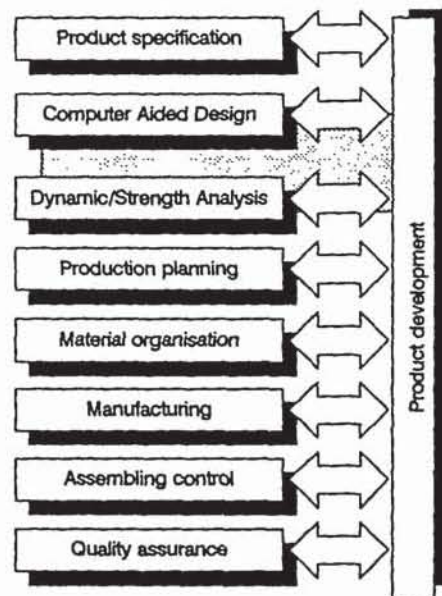 Product specification
Computer Aided Design
Dynamic/Strength Analysis
Production planning
Material organisation
Manufacturing
Assembling control
Quality assurance
Product development